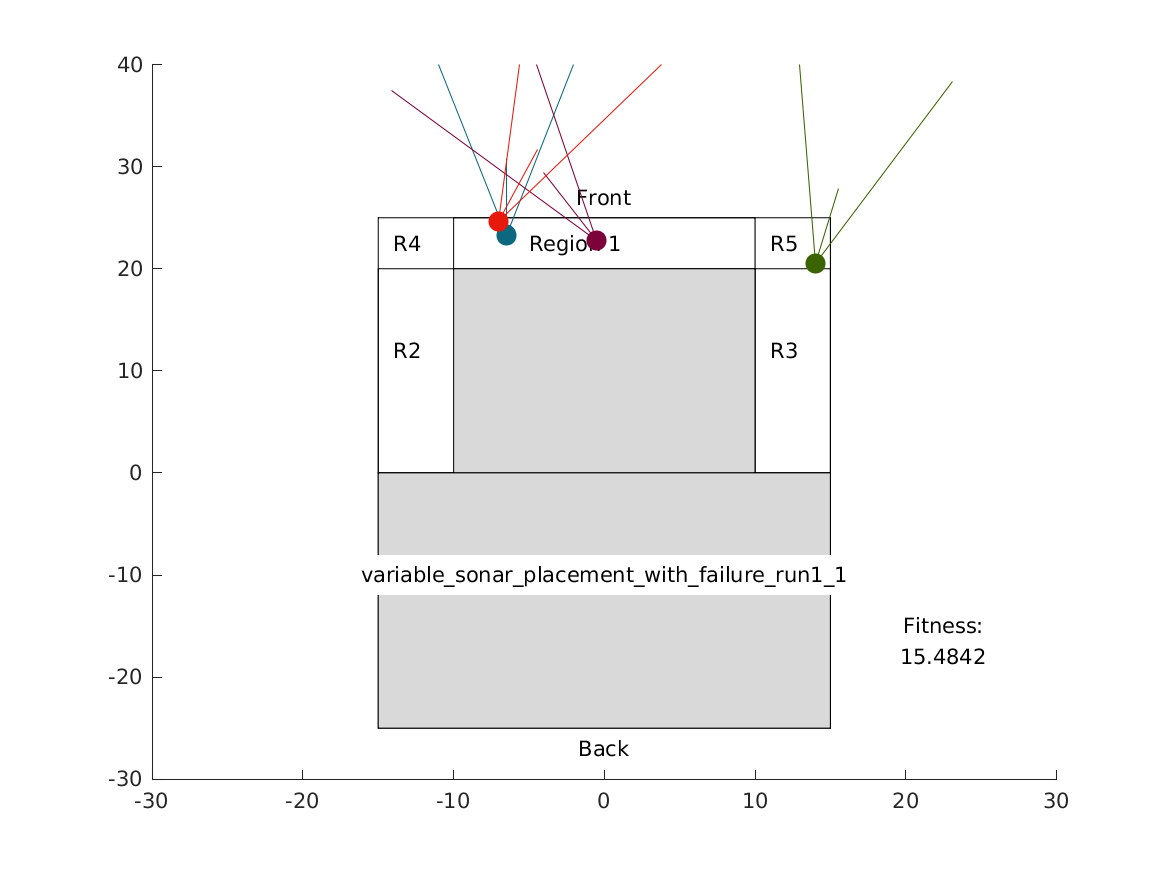 40
30
20
10
0
-10
-20
-30
Front
R4
Region 1
R5
R2
R3
variable_sonar_placement_with_failure_run1_1
Fitness:
15.4842
Back
-30
-20
-10
0
10
20
30